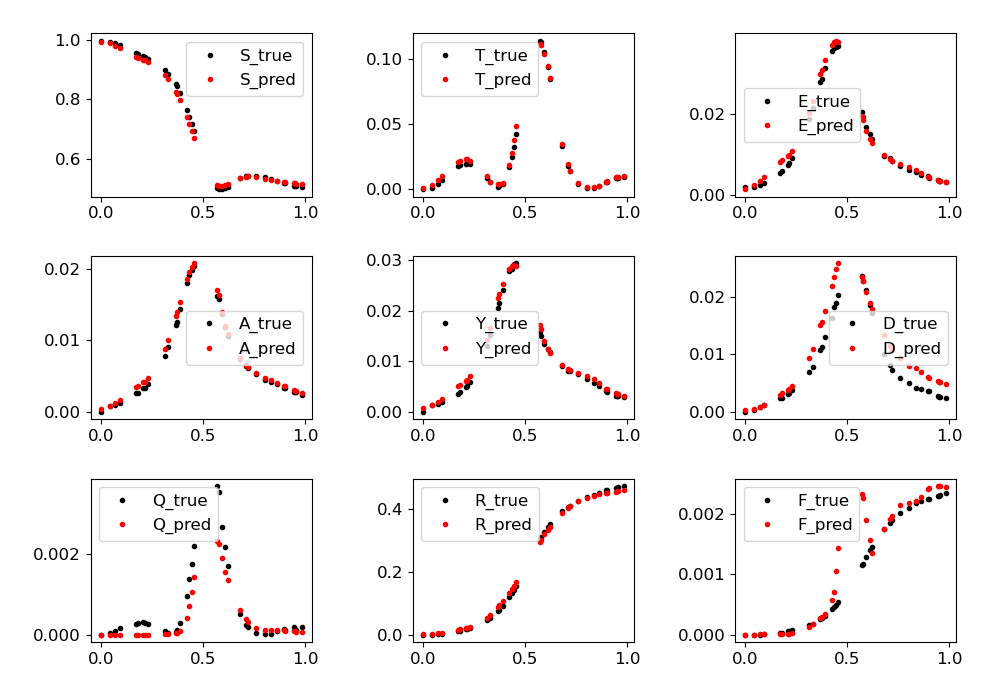 1.0
0.8
0.6
S_true
S_pred
0.0 0.5 1.0
0.10
0.05
0.00
T_true
T_pred
0.0 0.5 1.0
0.02
0.00
E_true
E_pred
0.0 0.5 1.0
0.02
0.01
0.00
A_true
A_pred
0.0 0.5 1.0
0.03
0.02
0.01
0.00
Y_true
Y_pred
0.0 0.5 1.0
0.02
0.01
0.00
D_true
D_pred
0.0 0.5 1.0
0.002
0.000
Q_true
Q_pred
0.0 0.5 1.0
0.4
0.2
0.0
R_true
R_pred
0.0 0.5 1.0
0.002
0.001
0.000
F_true
F_pred
0.0 0.5 1.0